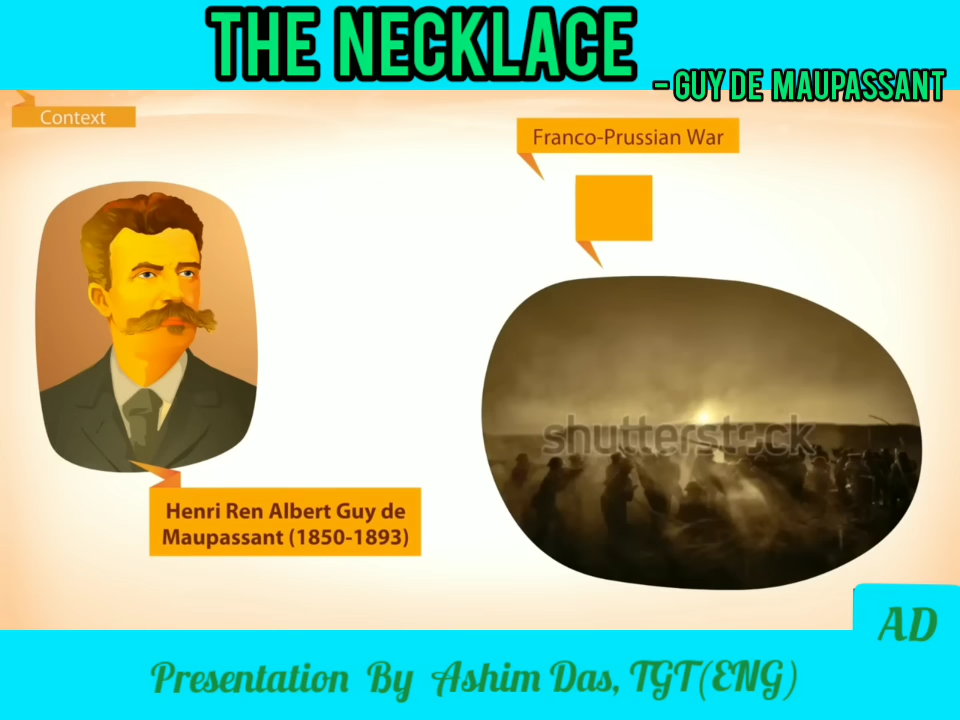 THE NECKLACE
- GUY DE MAUPASSANT
Context
Franco-Prussian War
shutterstock
Henri Ren Albert Guy de
Maupassant (1850-1893)
AD
Presentation By Ashim Das, TGT(ENG)